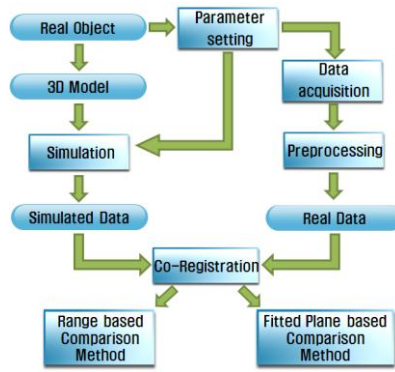 Real Object
Parameter
setting
3D Model
Data
acquisition
Simulation
Preprocessing
Simulated Data
Real Data
Co-Registration
Range based
Comparison
Method
Fitted Plane based
Comparison
Method